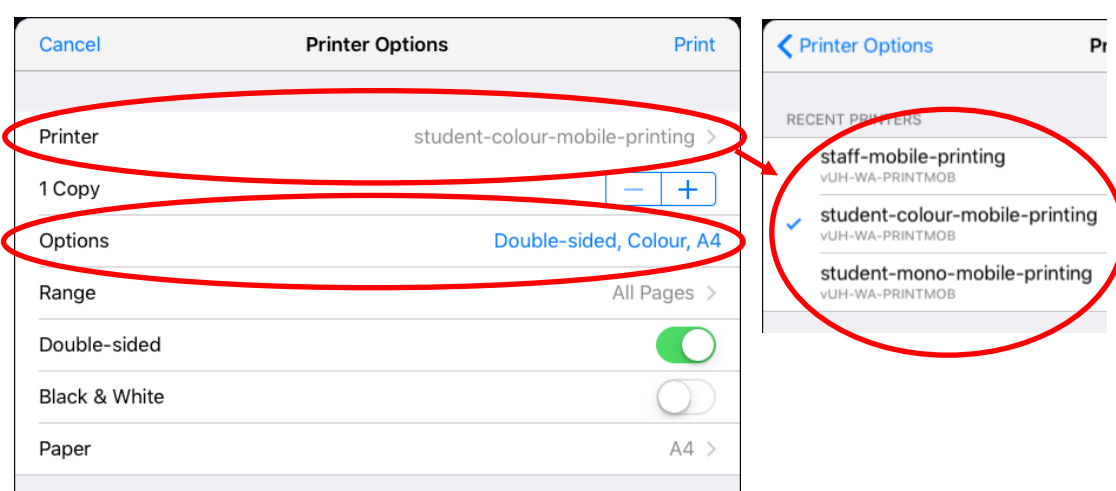 Cancel Printer Options Print
Printer student-colour-mobile-printing
1 Copy
Options Double-sided, Colour, A4
Range All Pages
Double-sided
Black & White
Paper A4
Printer Options
RECENT PRINTERS
staff-mobile-printing
vUH-WA-PRINTMOB
student-colour-mobile-printing
vUH-WA-PRINTMOB
student-mono-mobile-printing
vUH-WA-PRINTMOB